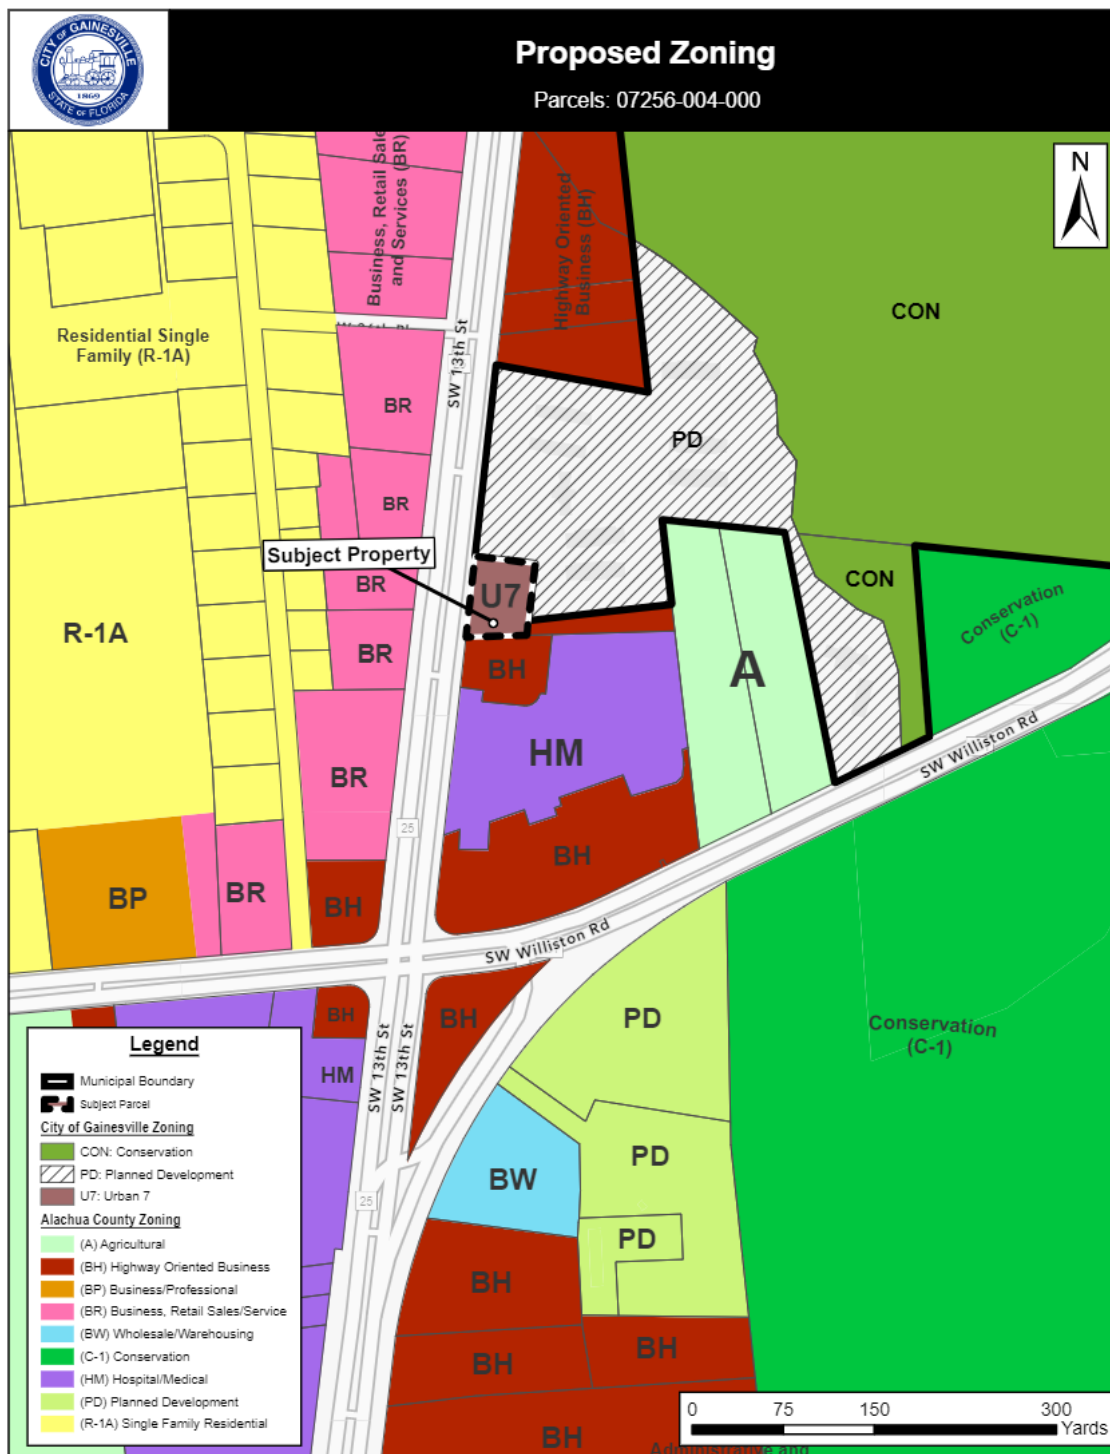 CITY OF GAINESVILLE
1869
STATE OF FLORIDA
Proposed Zoning
Parcels: 07256-004-000
N
Business, Retail Sales
and Services (BR)
Highway Oriented
Business (BH)
CON
Residential Single
Family (R-1A)
SW 13th St
BR
PD
BR
Subject Property
BR
U7
CON
Conservation
(C-1)
R-1A
BR
BH
A
HM
BR
SW Williston Rd
25
BH
BP
BR
BH
SW Williston Rd
BH
BH
PD
Conservation
(C-1)
HM
SW 13th St
SW 13th St
PD
BW
25
PD
BH
BH
BH
BH
Administrative and
Legend
Municipal Boundary
Subject Parcel
City of Gainesville Zoning
CON: Conservation
PD: Planned Development
U7: Urban 7
Alachua County Zoning
(A) Agricultural
(BH) Highway Oriented Business
(BP) Business/Professional
(BR) Business, Retail Sales/Service
(BW) Wholesale/Warehousing
(C-1) Conservation
(HM) Hospital/Medical
(PD) Planned Development
(R-1A) Single Family Residential
0 75 150 300
Yards